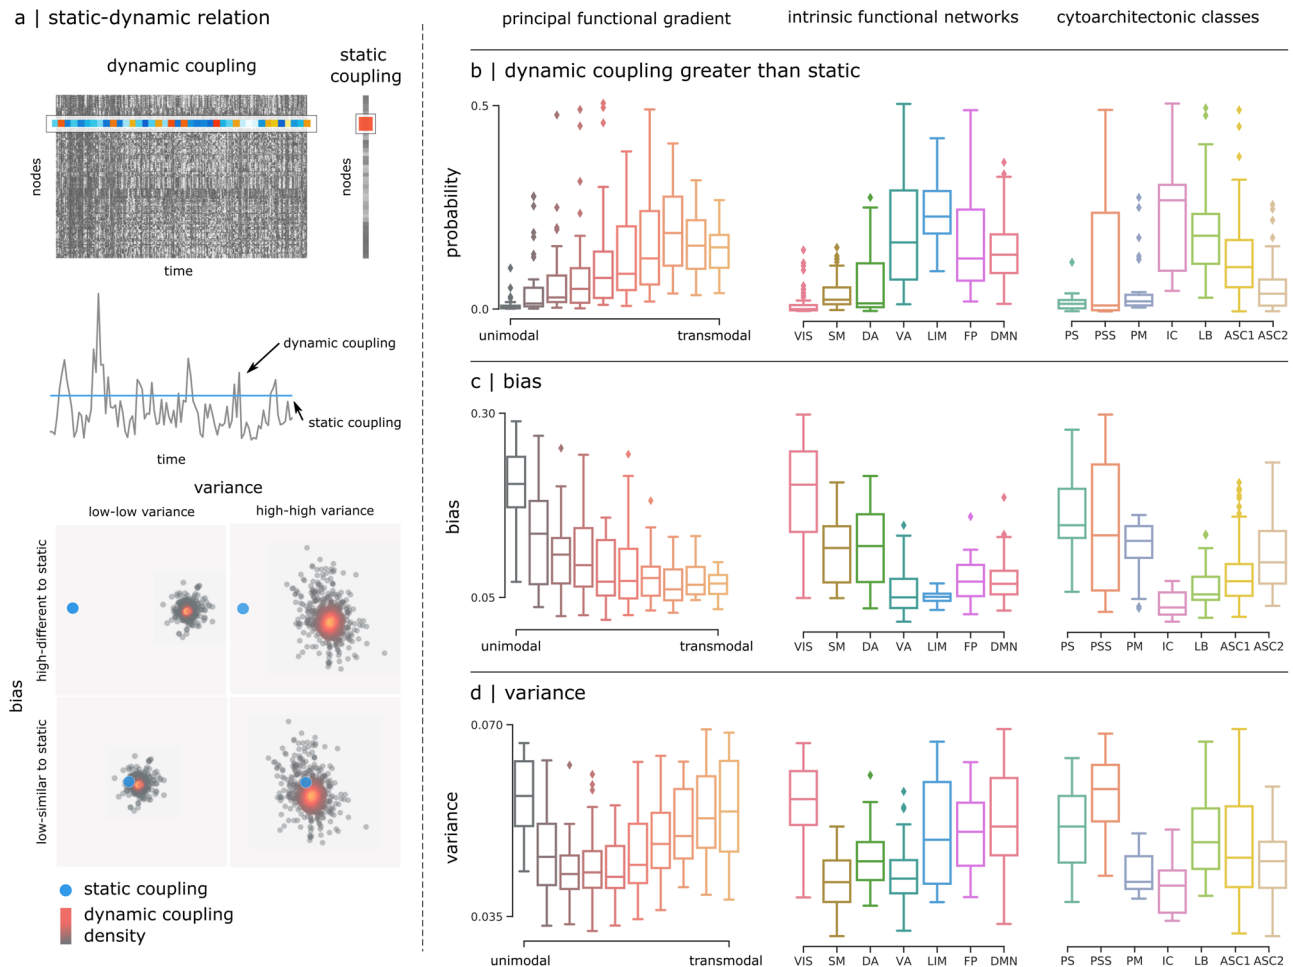 a | static-dynamic relation
dynamic coupling
static
coupling
nodes
nodes
time
dynamic coupling
static coupling
time
variance
low-low variance
high-high variance
bias
high-different to static
low-similar to static
static coupling
dynamic coupling
density
principal functional gradient
intrinsic functional networks
cytoarchitectonic classes
b | dynamic coupling greater than static
probability
0.5
0.0
unimodal
transmodal
VIS SM DA VA LIM FP DMN
PS PSS PM IC LB ASC1 ASC2
c | bias
bias
0.30
0.05
unimodal
transmodal
VIS SM DA VA LIM FP DMN
PS PSS PM IC LB ASC1 ASC2
d | variance
variance
0.070
0.035
unimodal
transmodal
VIS SM DA VA LIM FP DMN
PS PSS PM IC LB ASC1 ASC2